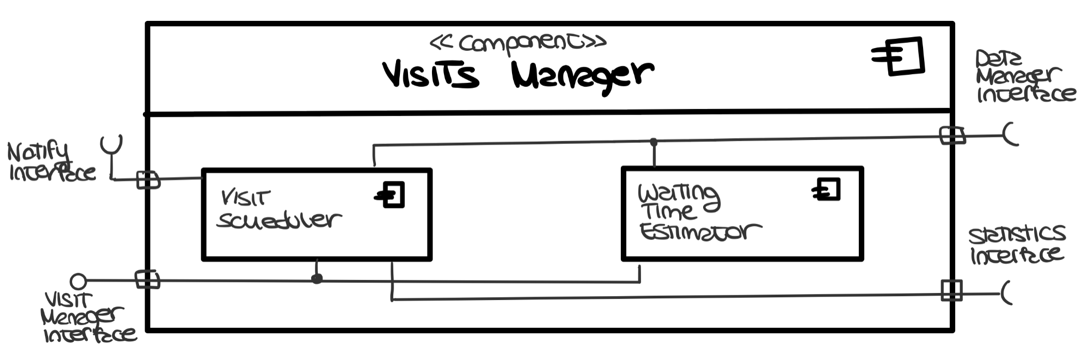 << Component>>
VISITS Manager
Data
Manager
Interface
Notify
Interface
VISIT
Scheduler
Waiting
Time
Estimator
Statistics
Interface
VISIT
Manager
Interface